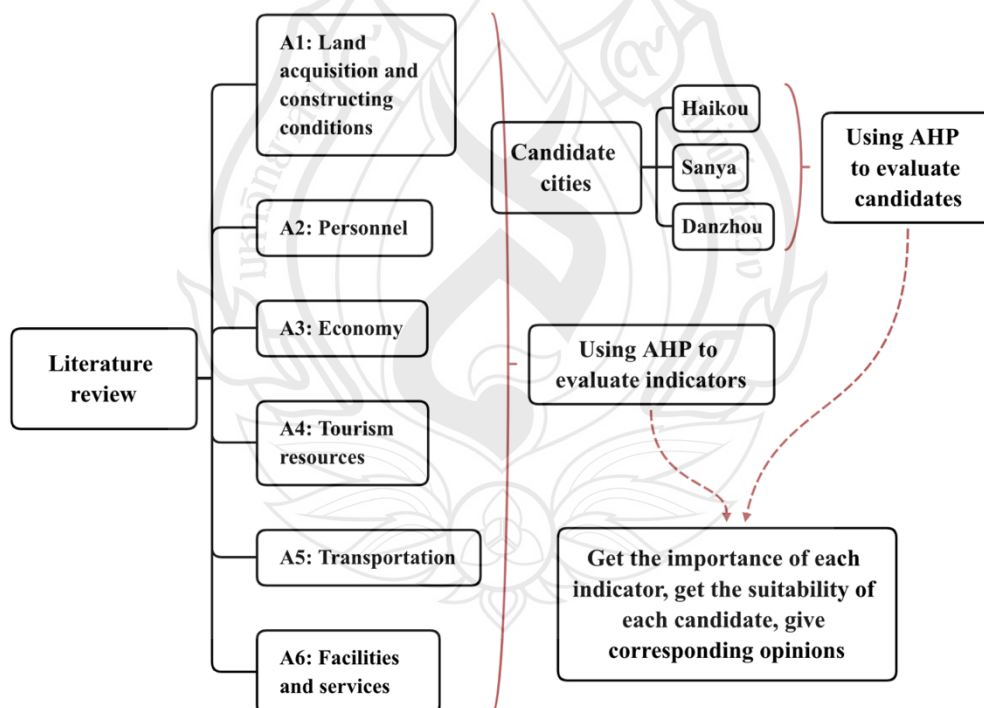 Literature
review
A1: Land
acquisition and
constructing
conditions
A2: Personnel
A3: Economy
A4: Tourism
resources
A5: Transportation
A6: Facilities
and services
Candidate
cities
Haikou
Sanya
Danzhou
Using AHP
to evaluate
candidates
Using AHP to
evaluate indicators
Get the importance of each
indicator, get the suitability of
each candidate, give
corresponding opinions